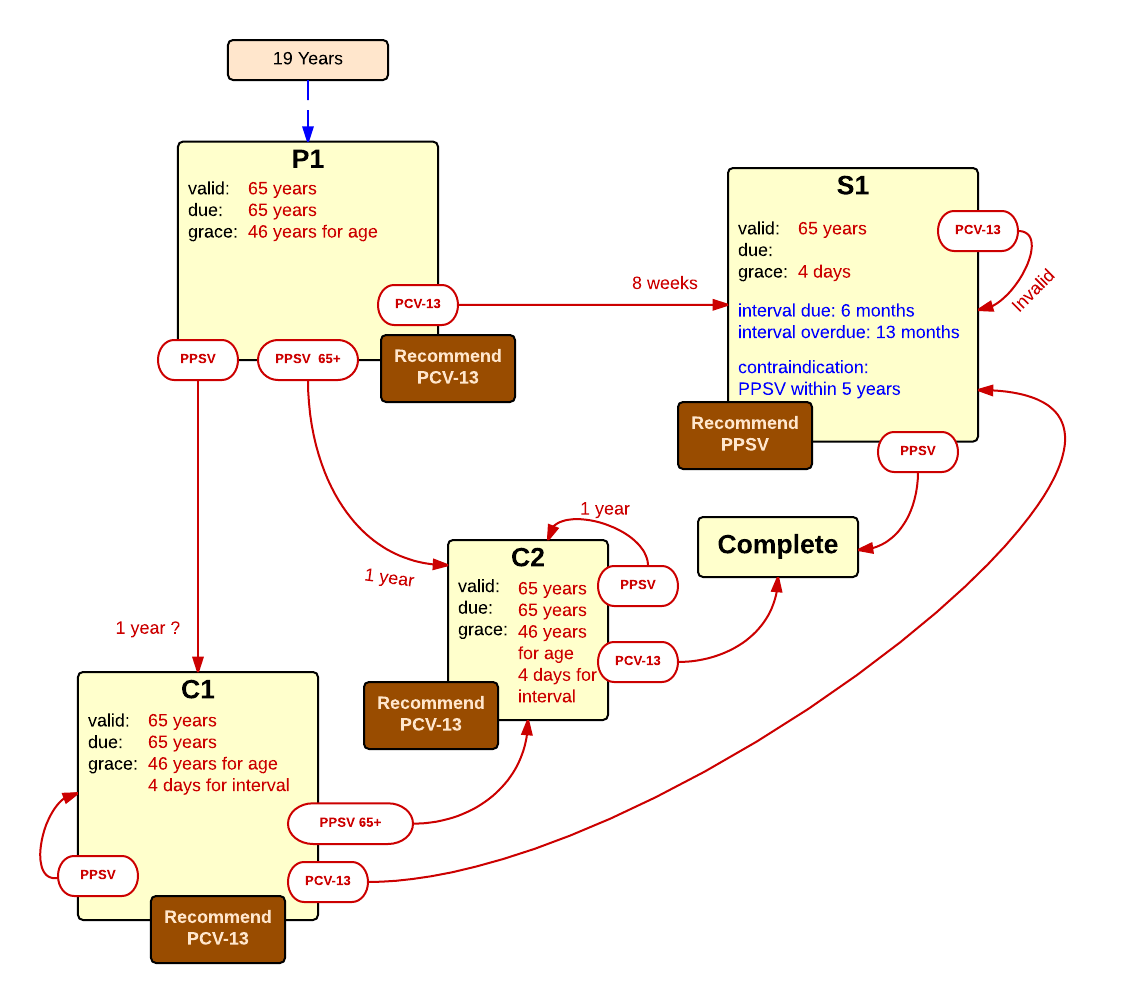 19 Years
P1
valid: 65 years
due: 65 years
grace: 46 years for age
PCV-13
PPSV
PPSV 65+
Recommend
PCV-13
8 weeks
S1
valid: 65 years
due:
grace: 4 days
interval due: 6 months
interval overdue: 13 months
contraindication:
PPSV within 5 years
PCV-13
Invalid
Recommend
PPSV
PPSV
Complete
1 year
1 year
C2
valid: 65 years
due: 65 years
grace: 46 years
for age
4 days for
interval
PPSV
PCV-13
Recommend
PCV-13
1 year ?
C1
valid: 65 years
due: 65 years
grace: 46 years for age
4 days for interval
PPSV 65+
PPSV
PCV-13
Recommend
PCV-13